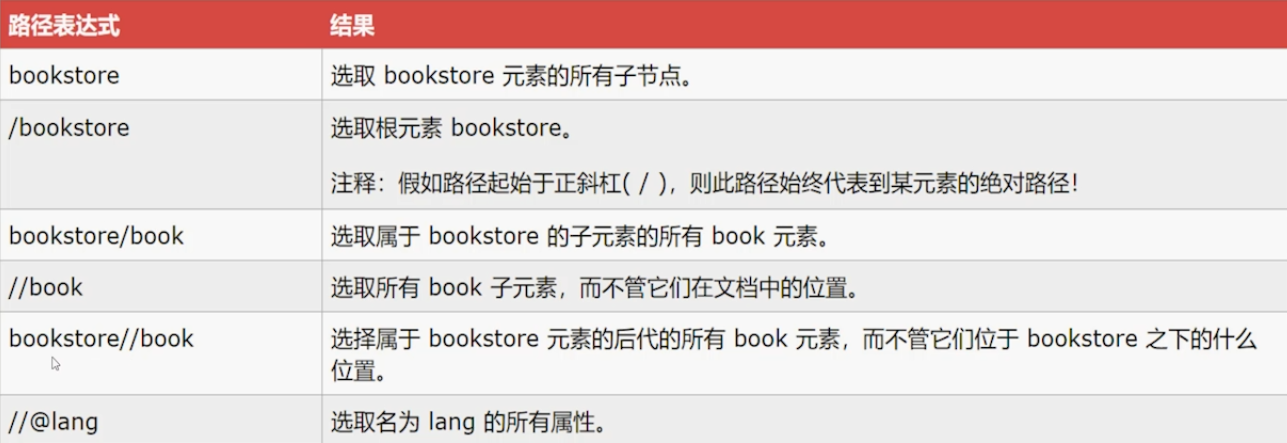 路径表达式 结果
bookstore 选取 bookstore 元素的所有子节点。
/bookstore 选取根元素 bookstore。
注释：假如路径起始于正斜杠( / )，则此路径始终代表到某元素的绝对路径！
bookstore/book 选取属于 bookstore 的子元素的所有 book 元素。
//book 选取所有 book 子元素，而不管它们在文档中的位置。
bookstore//book 选择属于 bookstore 元素的后代的所有 book 元素，而不管它们位于 bookstore 之下的什么
位置。
//@lang 选取名为 lang 的所有属性。